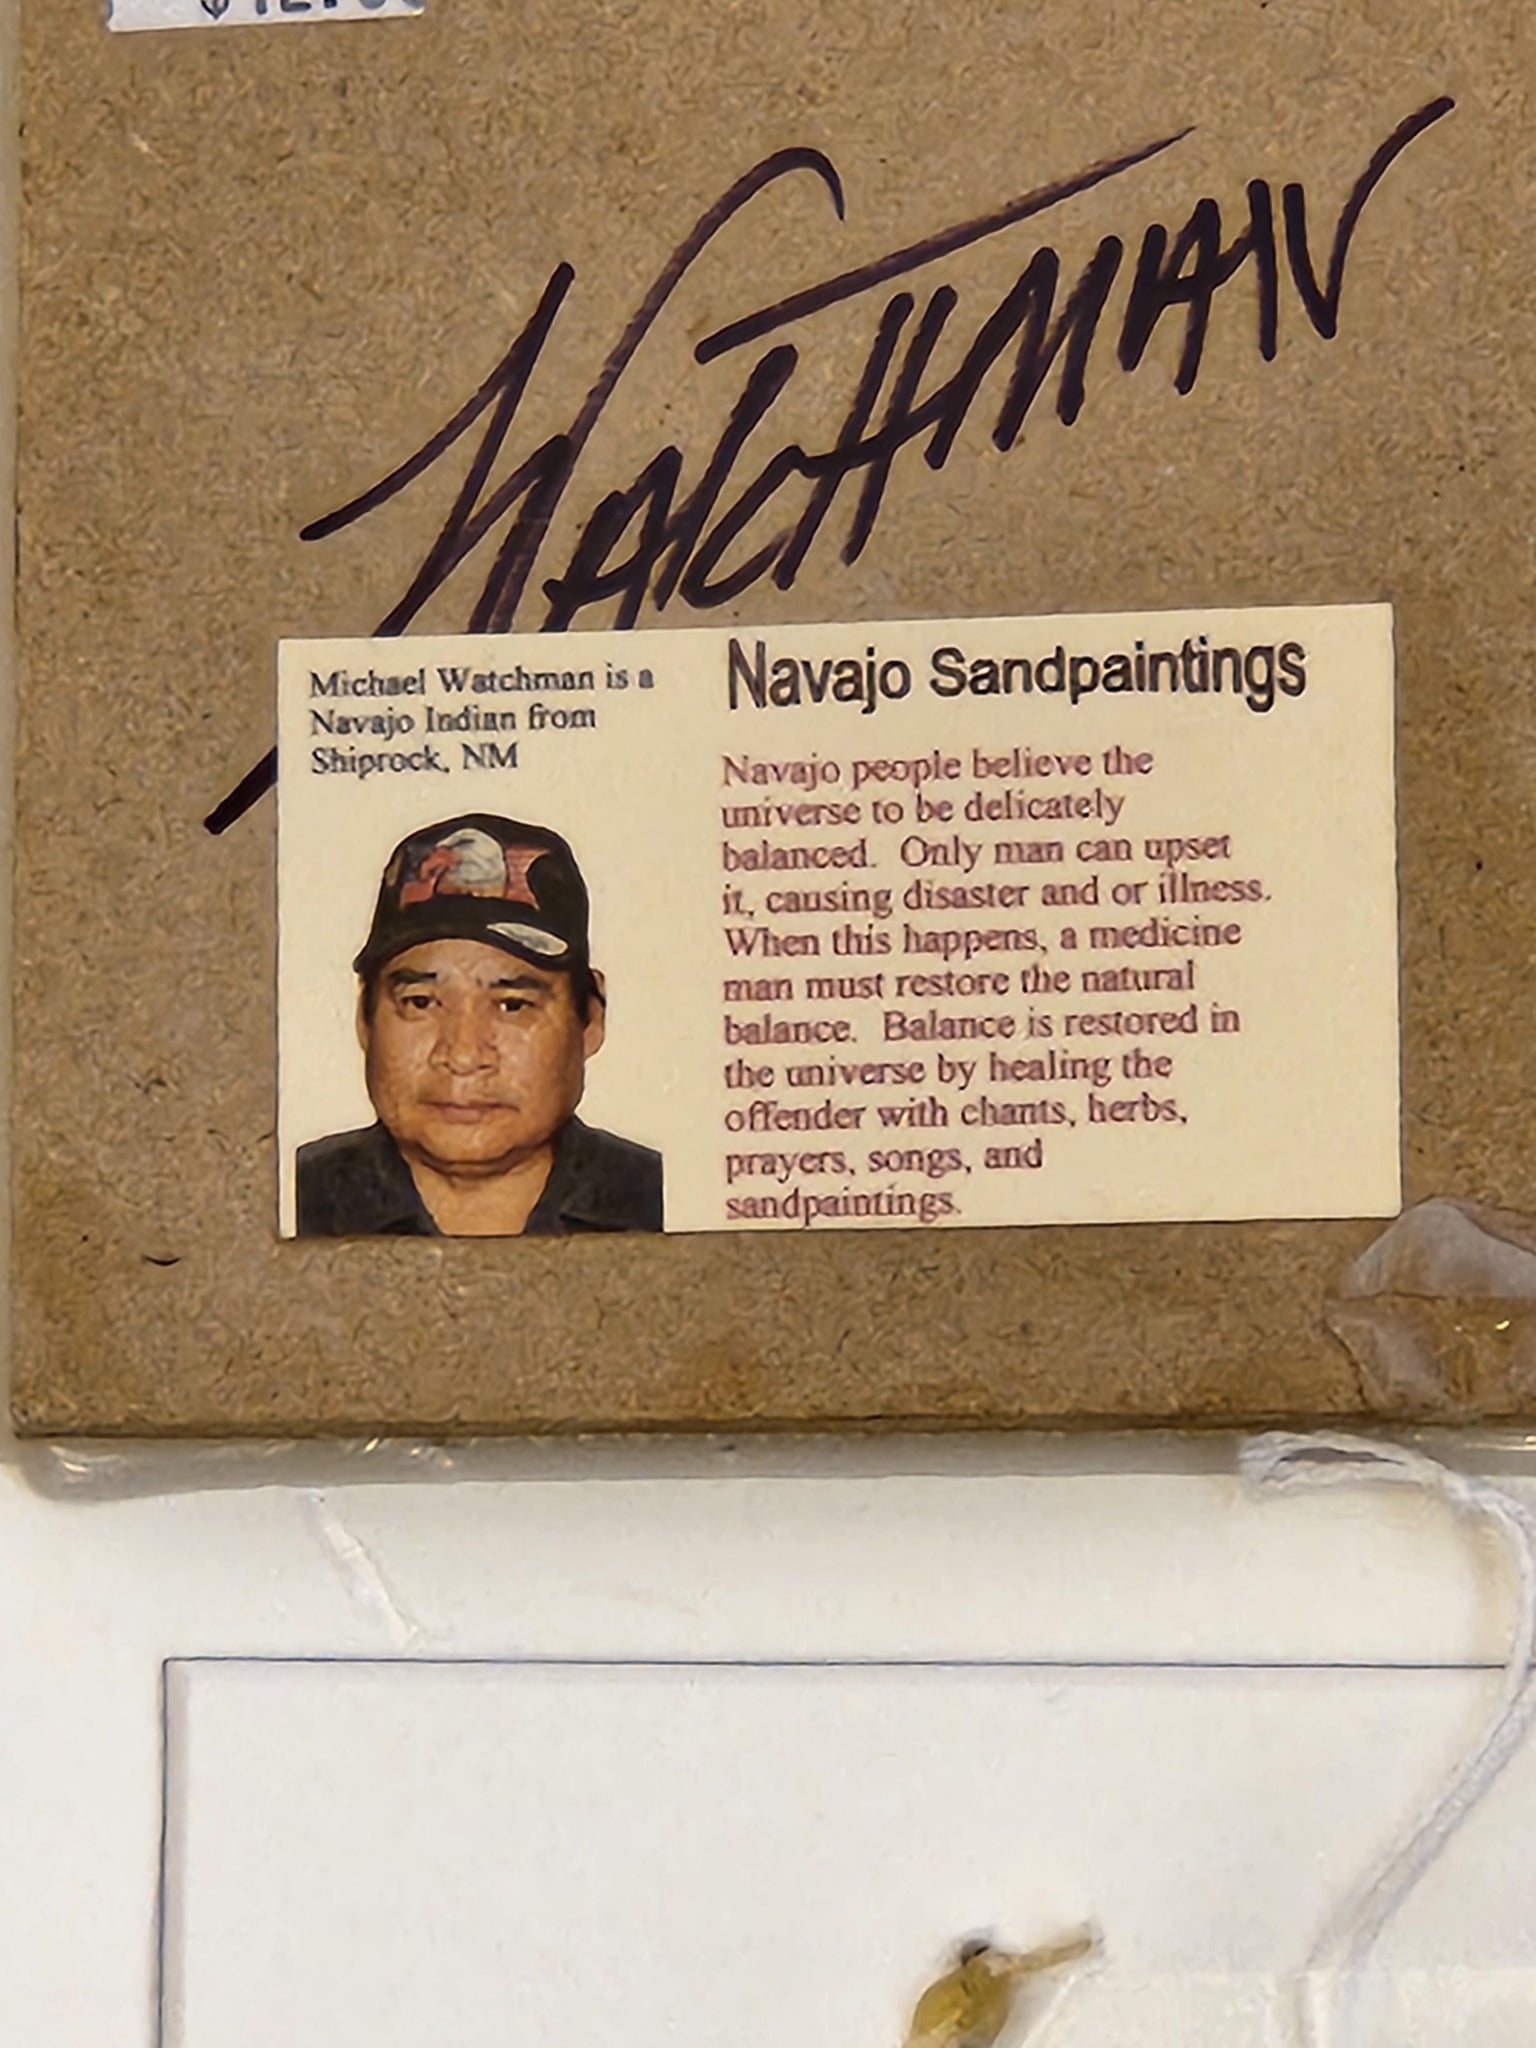 WATCHMAN
Michael Watchman is a
Navajo Indian from
Shiprock, NM
Navajo Sandpaintings
Navajo people believe the
universe to be delicately
balanced. Only man can upset
it, causing disaster and or illness.
When this happens, a medicine
man must restore the natural
balance. Balance is restored in
the universe by healing the
offender with chants, herbs,
prayers, songs, and
sandpaintings.